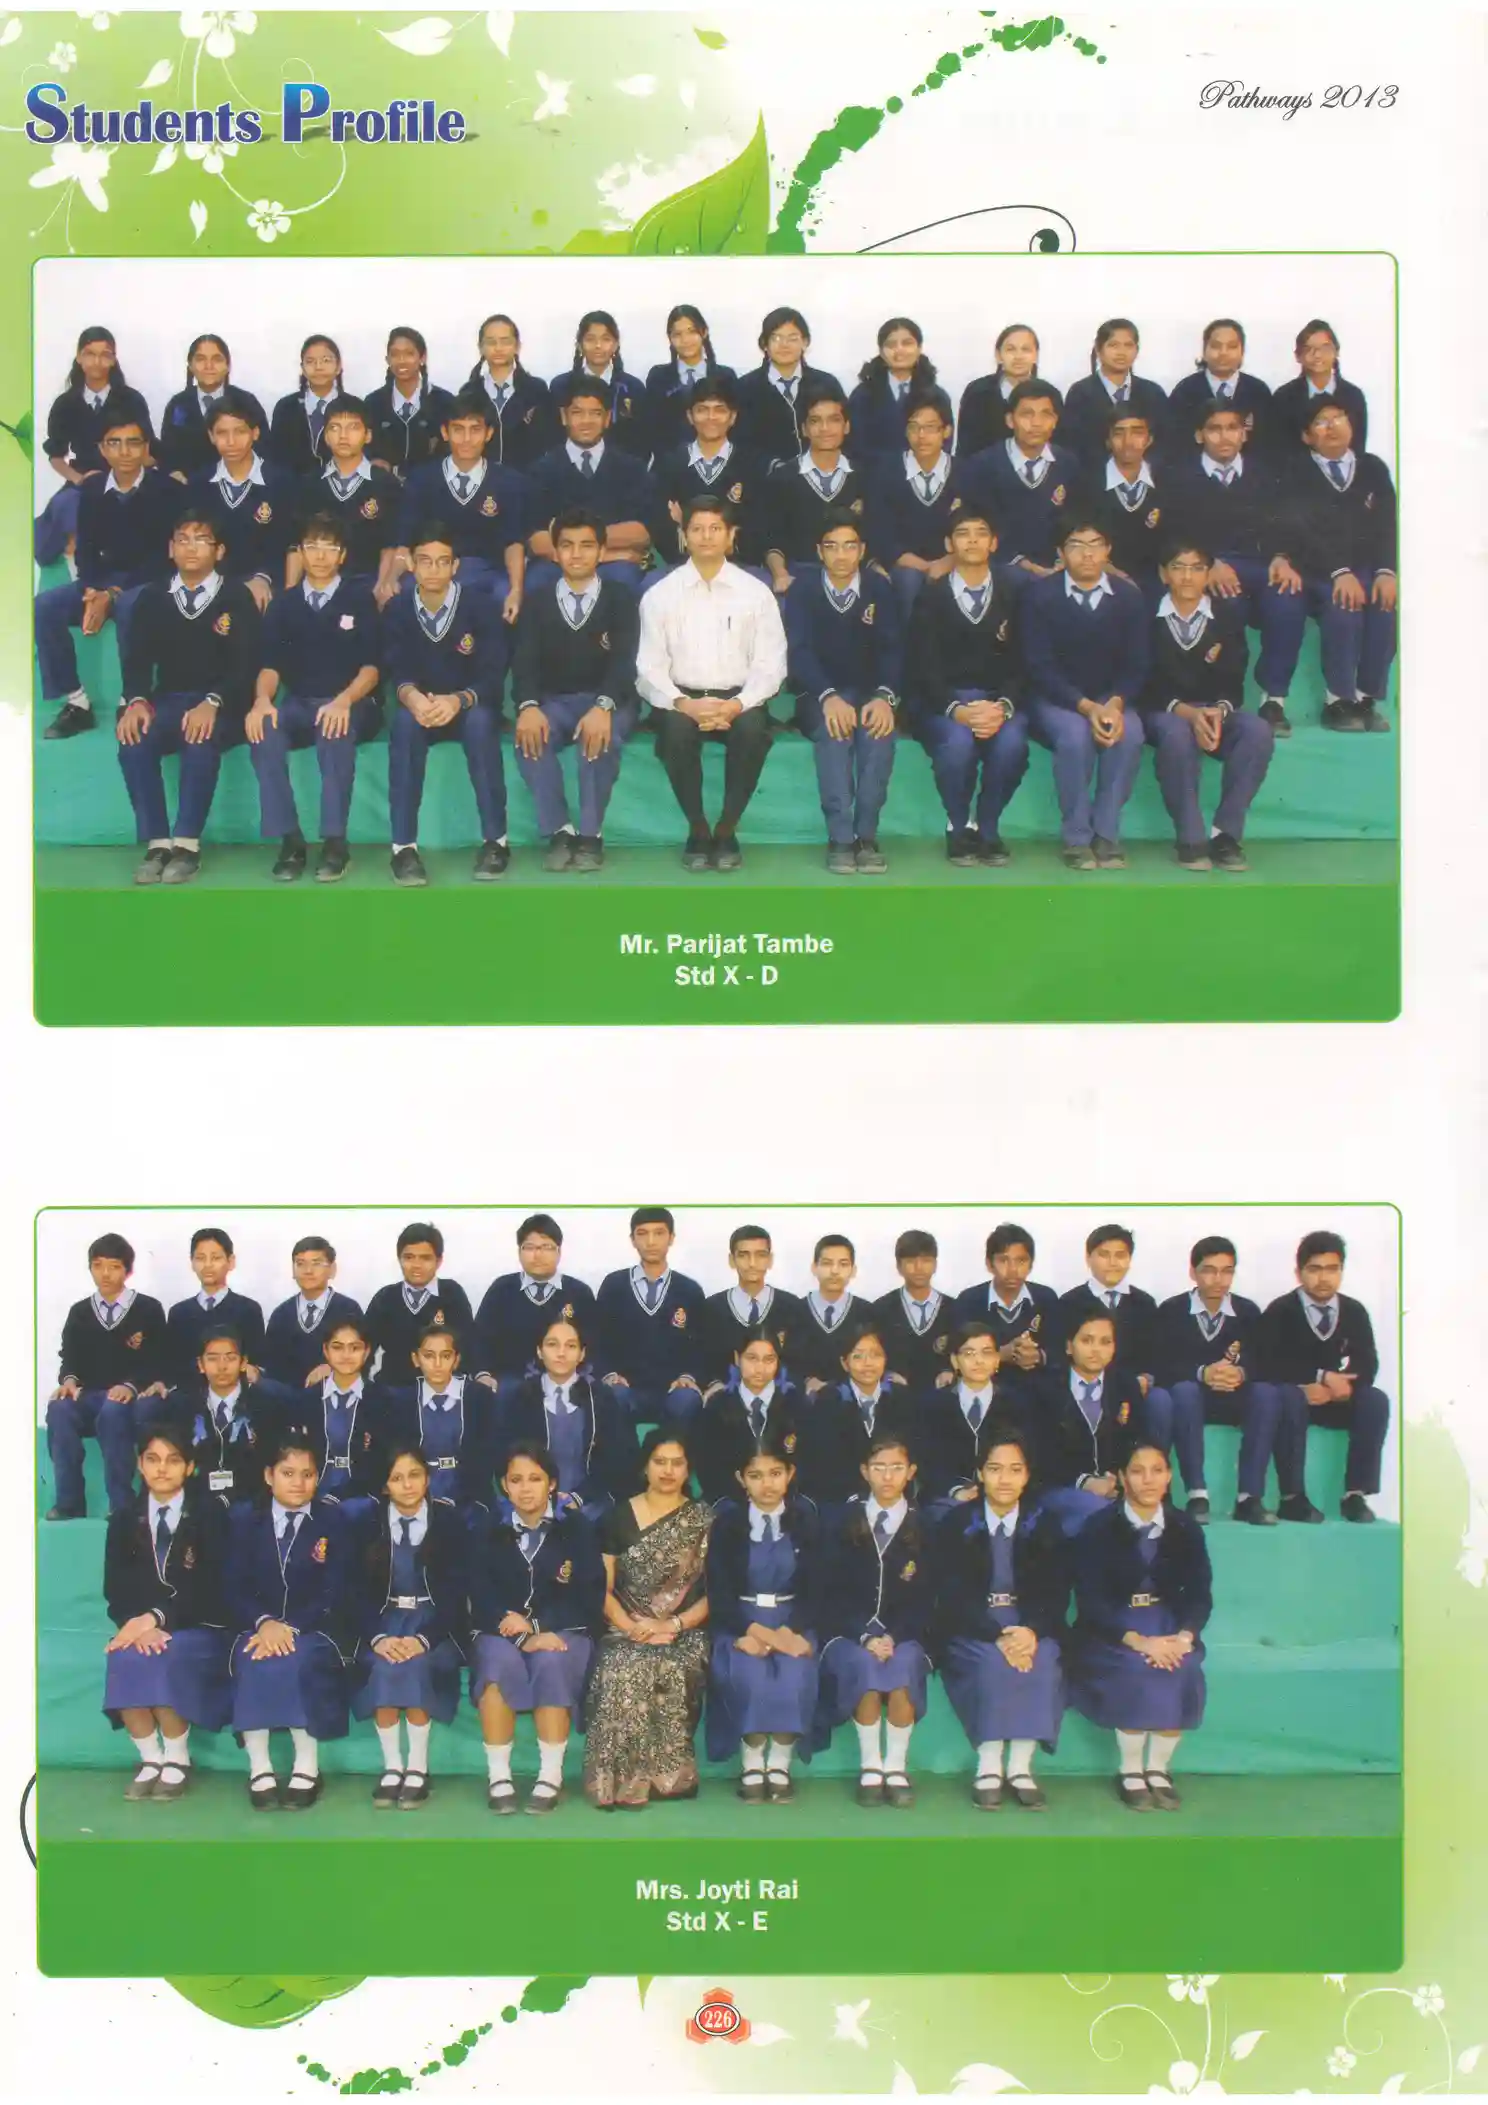 Students Profile
Pathways 2013
Mr. Parijat Tambe
Std X - D
Mrs. Joyti Rai
Std X - E
226